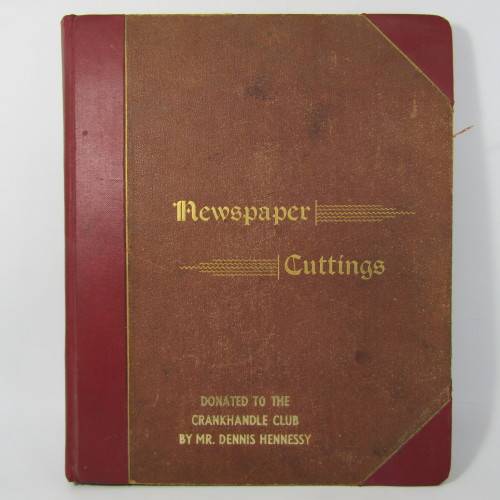 Newspaper
Cuttings
DONATED TO THE
CRANKHANDLE CLUB
BY MR. DENNIS HENNESSY